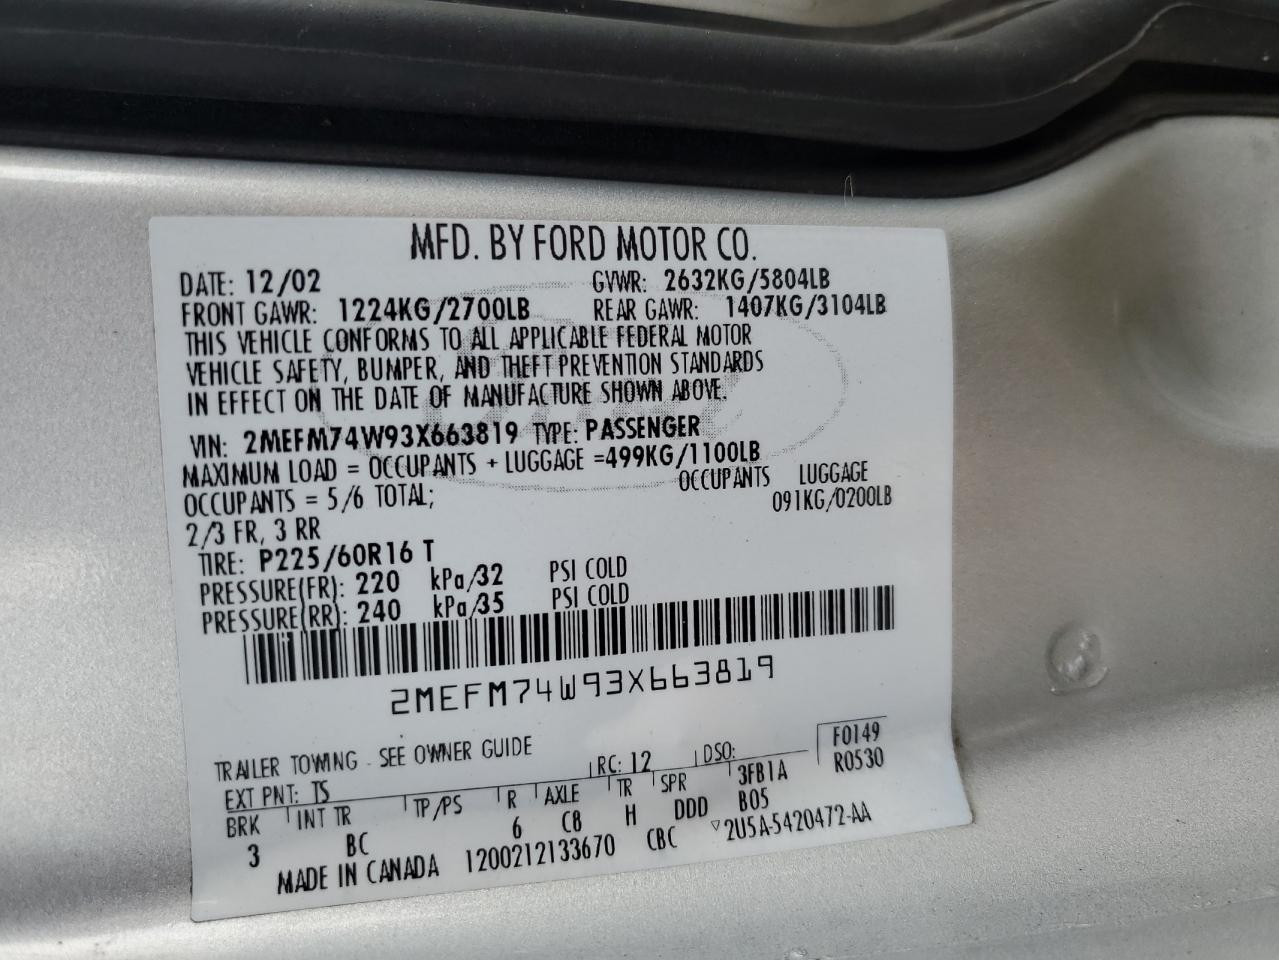 MFD. BY FORD MOTOR CO.
DATE: 12/02 GVWR: 2632KG/5804LB
FRONT GAWR: 1224KG/2700LB REAR GAWR: 1407KG/3104LB
THIS VEHICLE CONFORMS TO ALL APPLICABLE FEDERAL MOTOR
VEHICLE SAFETY, BUMPER, AND THEFT PREVENTION STANDARDS
IN EFFECT ON THE DATE OF MANUFACTURE SHOWN ABOVE.
VIN: 2MEFM74W93X663819 TYPE: PASSENGER
MAXIMUM LOAD = OCCUPANTS + LUGGAGE =499KG/1100LB
OCCUPANTS = 5/6 TOTAL; OCCUPANTS LUGGAGE
2/3 FR, 3 RR 091KG/0200LB
TIRE: P225/60R16 T
PRESSURE(FR): 220 kPa/32 PSI COLD
PRESSURE(RR): 240 kPa/35 PSI COLD
2MEFM74W93X663819
TRAILER TOWING - SEE OWNER GUIDE
EXT PNT: TS RC: 12 DSO: F0149
BRK INT TR TP/PS R AXLE TR SPR 3FB1A R0530
3 BC 6 C8 H DDD B05
MADE IN CANADA 1200212133670 CBC ▽2U5A-5420472-AA